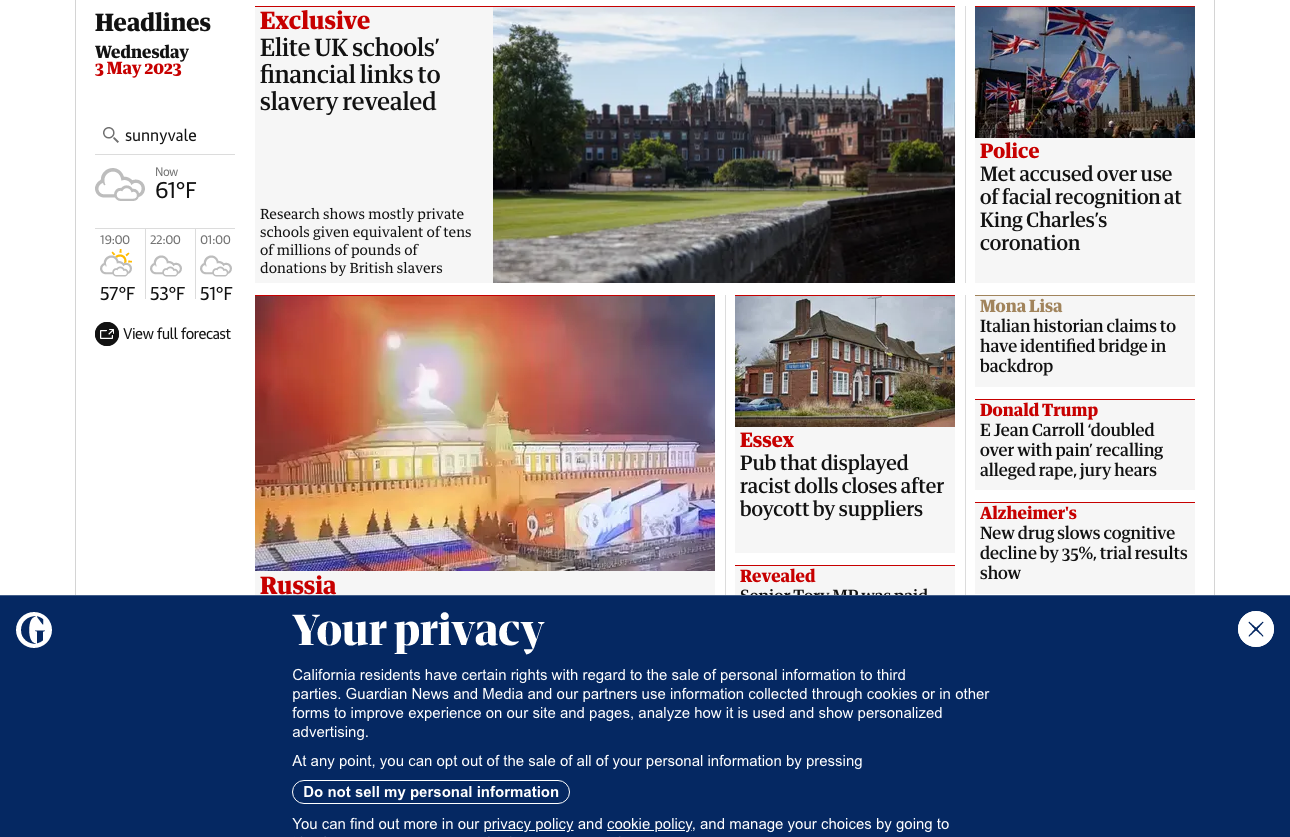 Headlines
Wednesday
3 May 2023
sunnyvale
Now
61°F
19:00
22:00
01:00
57°F
53°F
51°F
View full forecast
Exclusive
Elite UK schools’
financial links to
slavery revealed
Research shows mostly private
schools given equivalent of tens
of millions of pounds of
donations by British slavers
Police
Met accused over use
of facial recognition at
King Charles’s
coronation
Russia
Essex
Pub that displayed
racist dolls closes after
boycott by suppliers
Revealed
Senior Tory MP was paid
Mona Lisa
Italian historian claims to
have identified bridge in
backdrop
Donald Trump
E Jean Carroll ‘doubled
over with pain’ recalling
alleged rape, jury hears
Alzheimer's
New drug slows cognitive
decline by 35%, trial results
show
Your privacy
California residents have certain rights with regard to the sale of personal information to third
parties. Guardian News and Media and our partners use information collected through cookies or in other
forms to improve experience on our site and pages, analyze how it is used and show personalized
advertising.
At any point, you can opt out of the sale of all of your personal information by pressing
Do not sell my personal information
You can find out more in our privacy policy and cookie policy, and manage your choices by going to